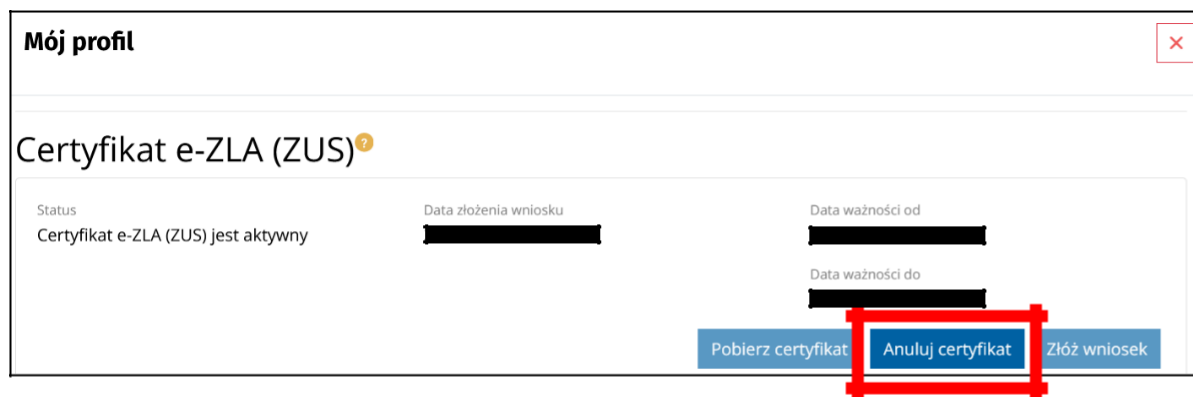 Mój profil
Certyfikat e-ZLA (ZUS)
Status
Certyfikat e-ZLA (ZUS) jest aktywny
Data złożenia wniosku
Data ważności od
Data ważności do
Pobierz certyfikat
Anuluj certyfikat
Złóż wniosek